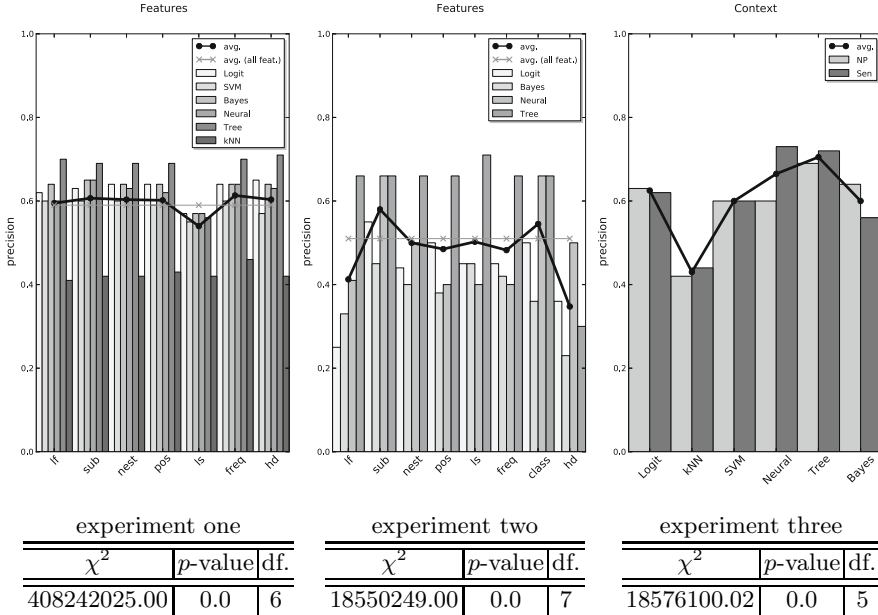 Features
avg.
avg. (all feat.)
Logit
SVM
Bayes
Neural
Tree
kNN
precision
1.0
0.8
0.6
0.4
0.2
0.0
lf
sub
nest
pos
ls
freq
hd
Features
avg.
avg. (all feat.)
Logit
Bayes
Neural
Tree
precision
1.0
0.8
0.6
0.4
0.2
0.0
lf
sub
nest
pos
ls
freq
class
hd
Context
avg.
NP
Sen
precision
1.0
0.8
0.6
0.4
0.2
0.0
Logit
kNN
SVM
Neural
Tree
Bayes
experiment one
χ² p-value df.
408242025.00 0.0 6
experiment two
χ² p-value df.
18550249.00 0.0 7
experiment three
χ² p-value df.
18576100.02 0.0 5